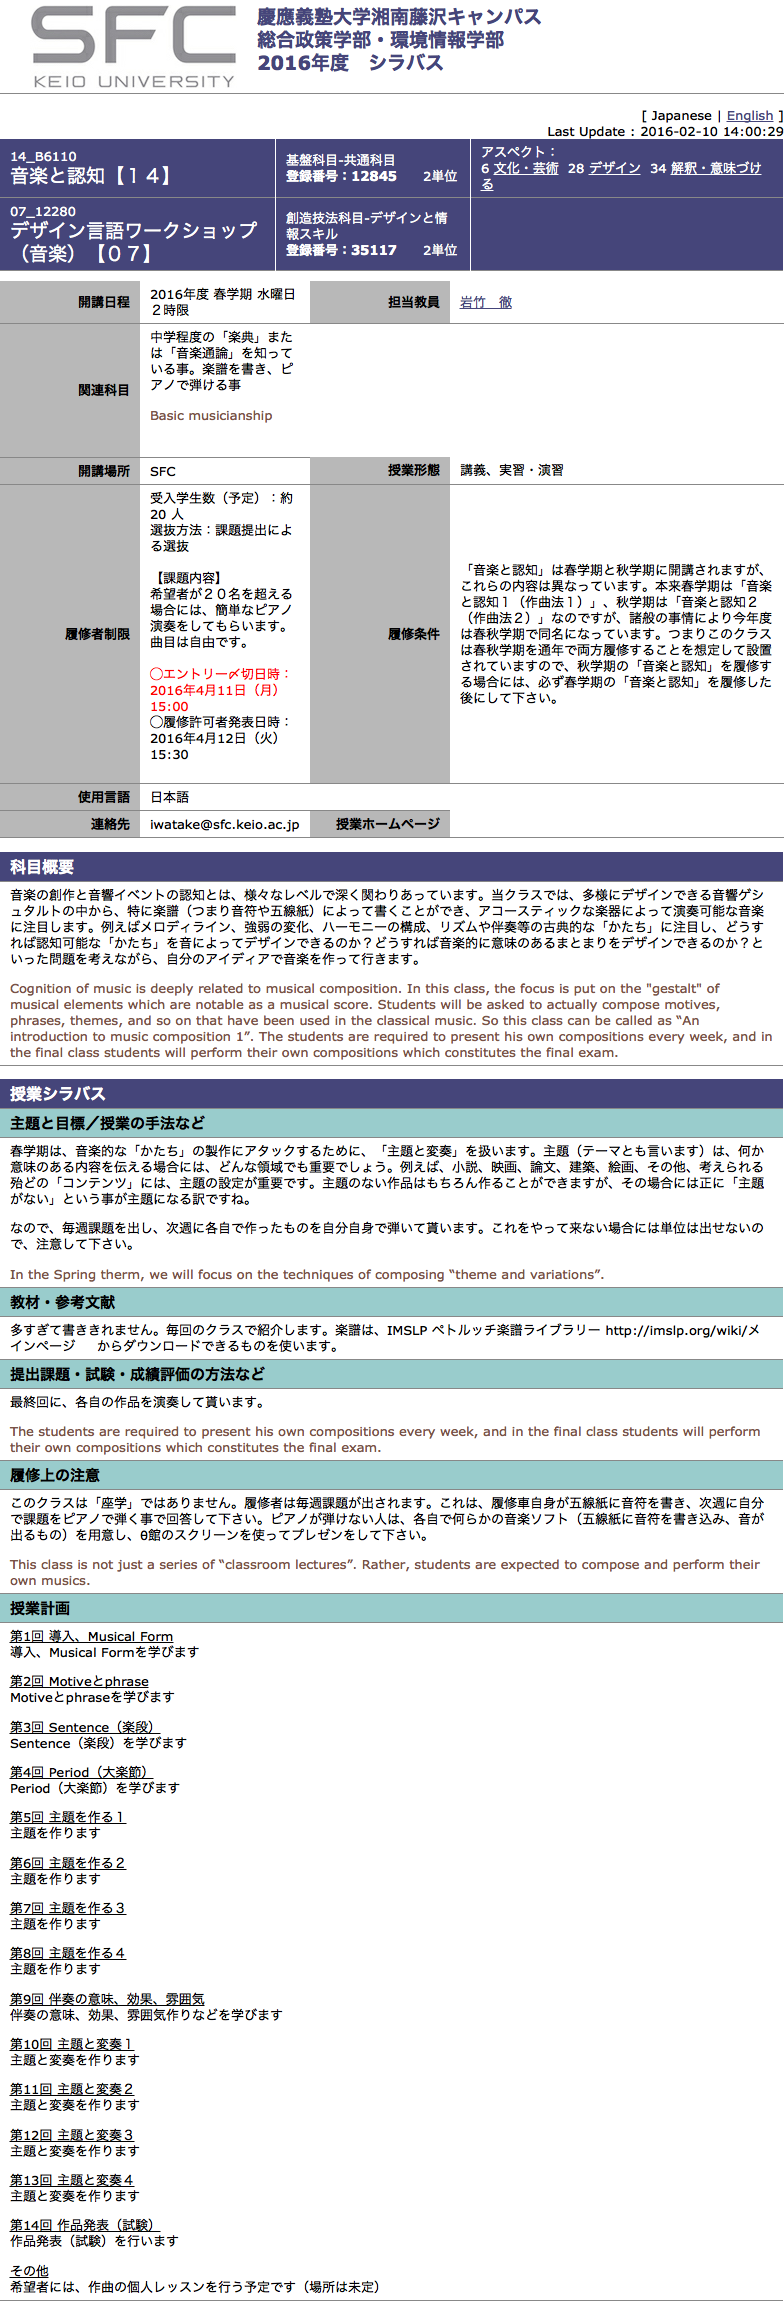 SFC
KEIO UNIVERSITY
慶應義塾大学湘南藤沢キャンパス
総合政策学部・環境情報学部
2016年度　シラバス
[ Japanese | English ]
Last Update : 2016-02-10 14:00:29
14_B6110
音楽と認知【１４】
基盤科目-共通科目
登録番号：12845　　2単位
アスペクト：
6 文化・芸術 28 デザイン 34 解釈・意味づけ
る
07_12280
デザイン言語ワークショップ
（音楽）【０７】
創造技法科目-デザインと情
報スキル
登録番号：35117　　2単位
開講日程
2016年度 春学期 水曜日
２時限
担当教員
岩竹　徹
関連科目
中学程度の「楽典」また
は「音楽通論」を知って
いる事。楽譜を書き、ピ
アノで弾ける事
Basic musicianship
開講場所
SFC
授業形態
講義、実習・演習
履修者制限
受入学生数（予定）：約
20 人
選抜方法：課題提出によ
る選抜
【課題内容】
希望者が２０名を超える
場合には、簡単なピアノ
演奏をしてもらいます。
曲目は自由です。
◯エントリー〆切日時：
2016年4月11日（月）
15:00
◯履修許可者発表日時：
2016年4月12日（火）
15:30
履修条件
「音楽と認知」は春学期と秋学期に開講されますが、
これらの内容は異なっています。本来春学期は「音楽
と認知１（作曲法１）」、秋学期は「音楽と認知２
（作曲法２）」なのですが、諸般の事情により今年度
は春秋学期で同名になっています。つまりこのクラス
は春秋学期を通年で両方履修することを想定して設置
されていますので、秋学期の「音楽と認知」を履修す
る場合には、必ず春学期の「音楽と認知」を履修した
後にして下さい。
使用言語
日本語
連絡先
iwatake@sfc.keio.ac.jp
授業ホームページ
科目概要
音楽の創作と音響イベントの認知とは、様々なレベルで深く関わりあっています。当クラスでは、多様にデザインできる音響ゲシ
ュタルトの中から、特に楽譜（つまり音符や五線紙）によって書くことができ、アコースティックな楽器によって演奏可能な音楽
に注目します。例えばメロディライン、強弱の変化、ハーモニーの構成、リズムや伴奏等の古典的な「かたち」に注目し、どうす
れば認知可能な「かたち」を音によってデザインできるのか？どうすれば音楽的に意味のあるまとまりをデザインできるのか？と
いった問題を考えながら、自分のアイディアで音楽を作って行きます。
Cognition of music is deeply related to musical composition. In this class, the focus is put on the "gestalt" of
musical elements which are notable as a musical score. Students will be asked to actually compose motives,
phrases, themes, and so on that have been used in the classical music. So this class can be called as “An
introduction to music composition 1”. The students are required to present his own compositions every week, and in
the final class students will perform their own compositions which constitutes the final exam.
授業シラバス
主題と目標／授業の手法など
春学期は、音楽的な「かたち」の製作にアタックするために、「主題と変奏」を扱います。主題（テーマとも言います）は、何か
意味のある内容を伝える場合には、どんな領域でも重要でしょう。例えば、小説、映画、論文、建築、絵画、その他、考えられる
殆どの「コンテンツ」には、主題の設定が重要です。主題のない作品はもちろん作ることができますが、その場合には正に「主題
がない」という事が主題になる訳ですね。
なので、毎週課題を出し、次週に各自で作ったものを自分自身で弾いて貰います。これをやって来ない場合には単位は出せないの
で、注意して下さい。
In the Spring therm, we will focus on the techniques of composing “theme and variations”.
教材・参考文献
多すぎて書ききれません。毎回のクラスで紹介します。楽譜は、IMSLP ペトルッチ楽譜ライブラリー http://imslp.org/wiki/メ
インページ　 からダウンロードできるものを使います。
提出課題・試験・成績評価の方法など
最終回に、各自の作品を演奏して貰います。
The students are required to present his own compositions every week, and in the final class students will perform
their own compositions which constitutes the final exam.
履修上の注意
このクラスは「座学」ではありません。履修者は毎週課題が出されます。これは、履修車自身が五線紙に音符を書き、次週に自分
で課題をピアノで弾く事で回答して下さい。ピアノが弾けない人は、各自で何らかの音楽ソフト（五線紙に音符を書き込み、音が
出るもの）を用意し、θ館のスクリーンを使ってプレゼンをして下さい。
This class is not just a series of “classroom lectures”. Rather, students are expected to compose and perform their
own musics.
授業計画
第1回 導入、Musical Form
導入、Musical Formを学びます
第2回 Motiveとphrase
Motiveとphraseを学びます
第3回 Sentence（楽段）
Sentence（楽段）を学びます
第4回 Period（大楽節）
Period（大楽節）を学びます
第5回 主題を作る１
主題を作ります
第6回 主題を作る２
主題を作ります
第7回 主題を作る３
主題を作ります
第8回 主題を作る４
主題を作ります
第9回 伴奏の意味、効果、雰囲気
伴奏の意味、効果、雰囲気作りなどを学びます
第10回 主題と変奏１
主題と変奏を作ります
第11回 主題と変奏２
主題と変奏を作ります
第12回 主題と変奏３
主題と変奏を作ります
第13回 主題と変奏４
主題と変奏を作ります
第14回 作品発表（試験）
作品発表（試験）を行います
その他
希望者には、作曲の個人レッスンを行う予定です（場所は未定）